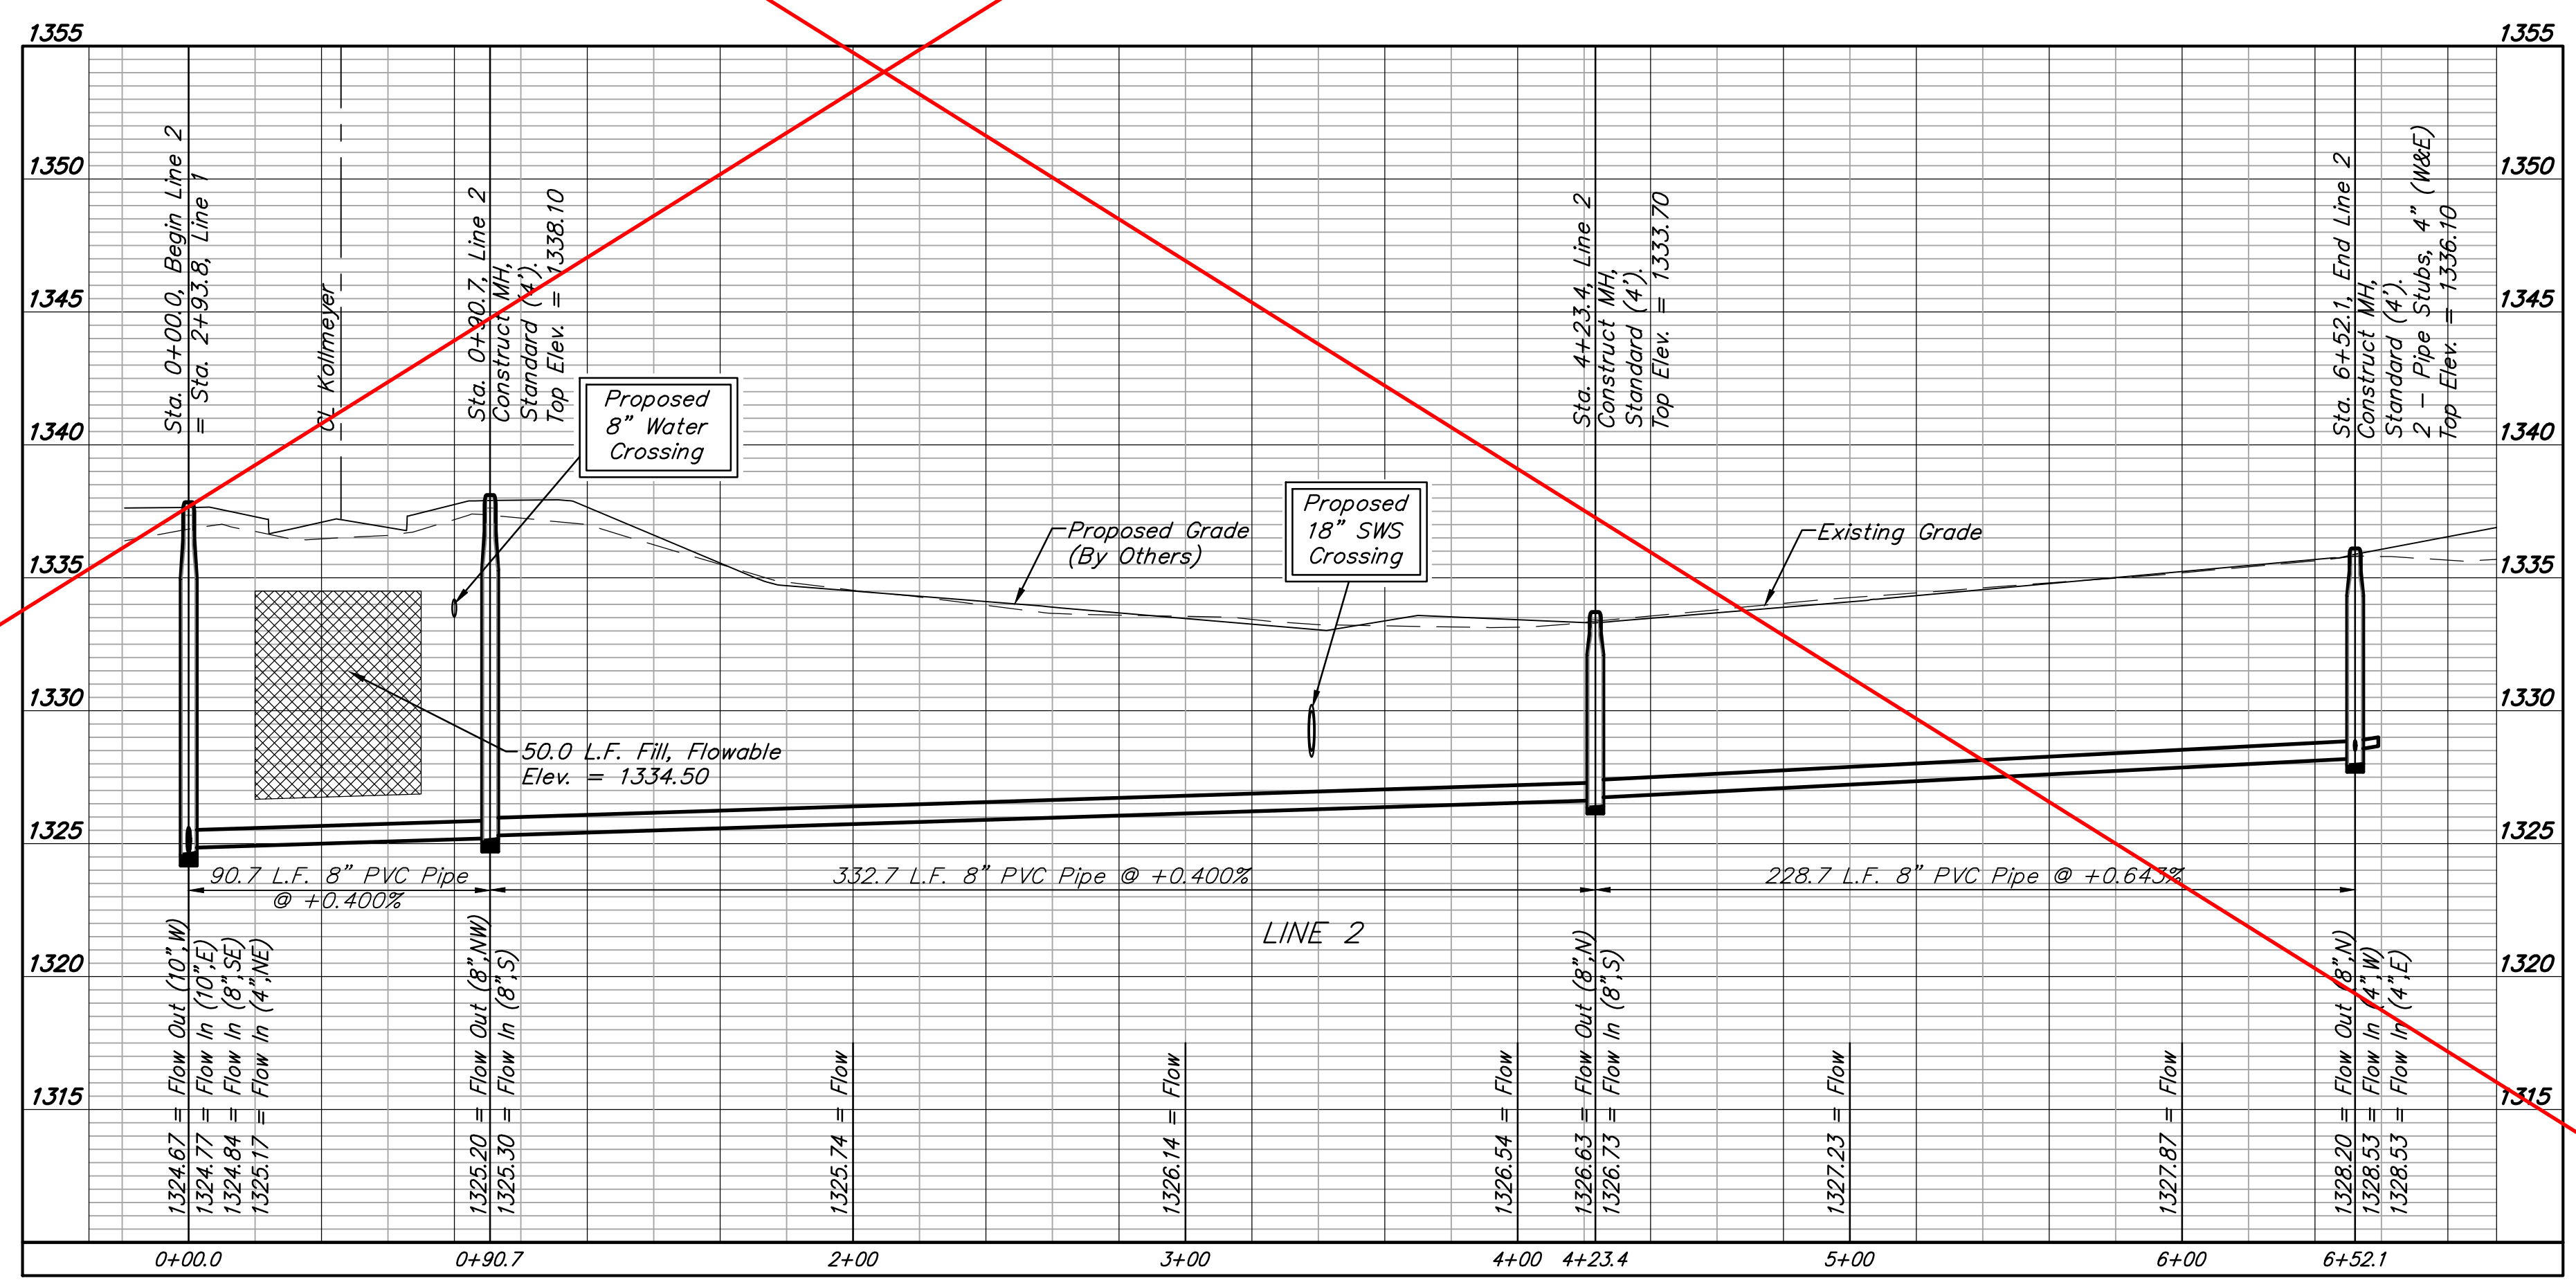 1355
1350
1345
1340
1335
1330
1325
1320
1315
1355
1350
1345
1340
1335
1330
1325
1320
1315
Sta. 0+00.0, Begin Line 2
= Sta. 2+93.8, Line 1
CL Kollmeyer
Sta. 0+90.7, Line 2
Construct MH,
Standard (4').
Top Elev. = 1338.10
Proposed
8" Water
Crossing
Proposed Grade
(By Others)
Proposed
18" SWS
Crossing
Sta. 4+23.4, Line 2
Construct MH,
Standard (4').
Top Elev. = 1333.70
Existing Grade
Sta. 6+52.1, End Line 2
Construct MH,
Standard (4').
2 - Pipe Stubs, 4" (W&E)
Top Elev. = 1336.10
50.0 L.F. Fill, Flowable
Elev. = 1334.50
90.7 L.F. 8" PVC Pipe
@ +0.400%
332.7 L.F. 8" PVC Pipe @ +0.400%
228.7 L.F. 8" PVC Pipe @ +0.643%
LINE 2
1324.67 = Flow Out (10",W)
1324.77 = Flow In (10",E)
1324.84 = Flow In (8",SE)
1325.17 = Flow In (4",NE)
1325.20 = Flow Out (8",NW)
1325.30 = Flow In (8",S)
1325.74 = Flow
1326.14 = Flow
1326.54 = Flow
1326.63 = Flow Out (8",N)
1326.73 = Flow In (8",S)
1327.23 = Flow
1327.87 = Flow
1328.20 = Flow Out (8",N)
1328.53 = Flow In (4",W)
1328.53 = Flow In (4",E)
0+00.0
0+90.7
2+00
3+00
4+00
4+23.4
5+00
6+00
6+52.1